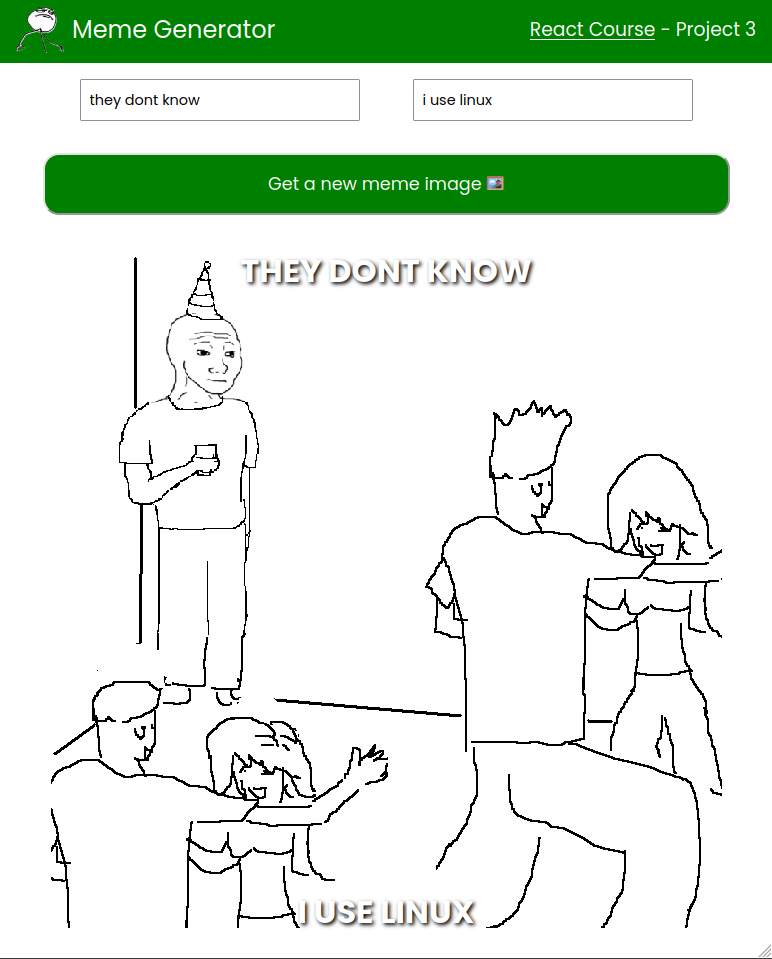 Meme Generator
React Course - Project 3
they dont know
i use linux
Get a new meme image
THEY DONT KNOW
I USE LINUX